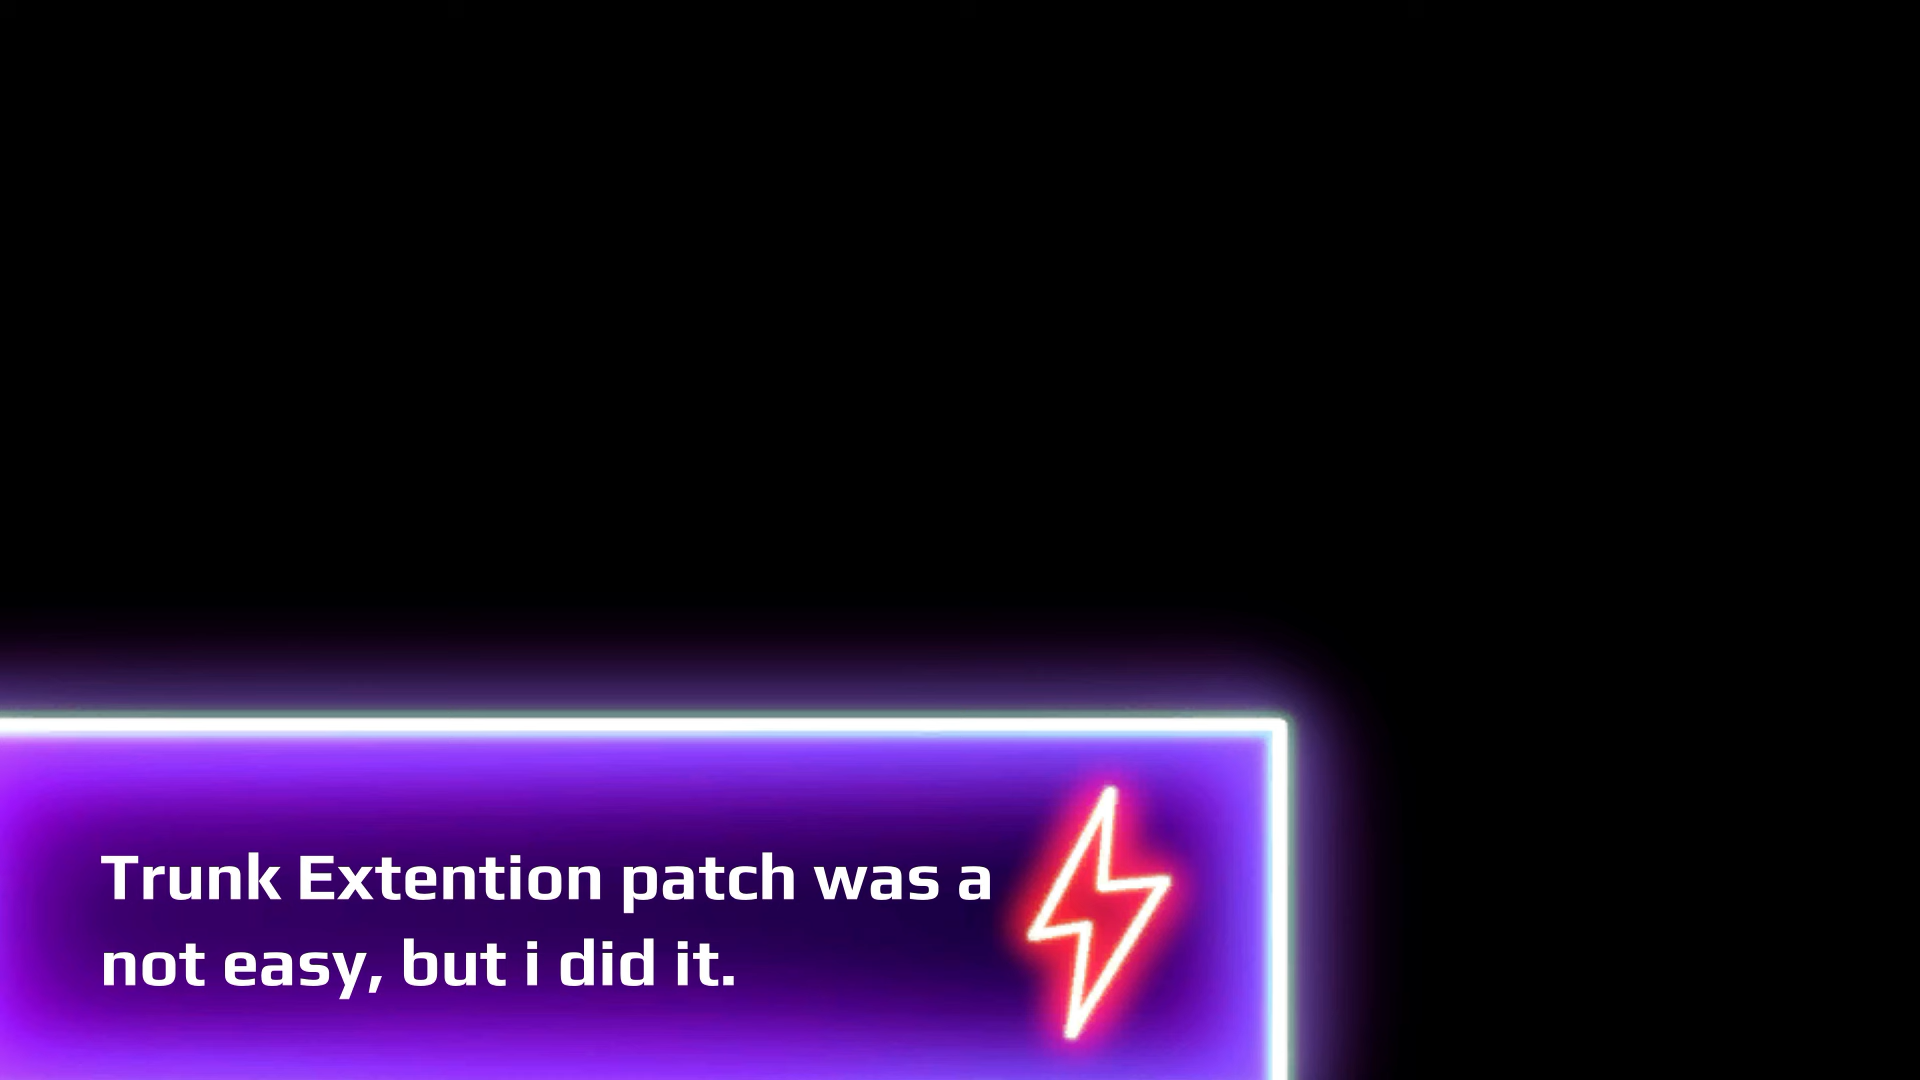 Trunk Extention patch was a
not easy, but i did it.